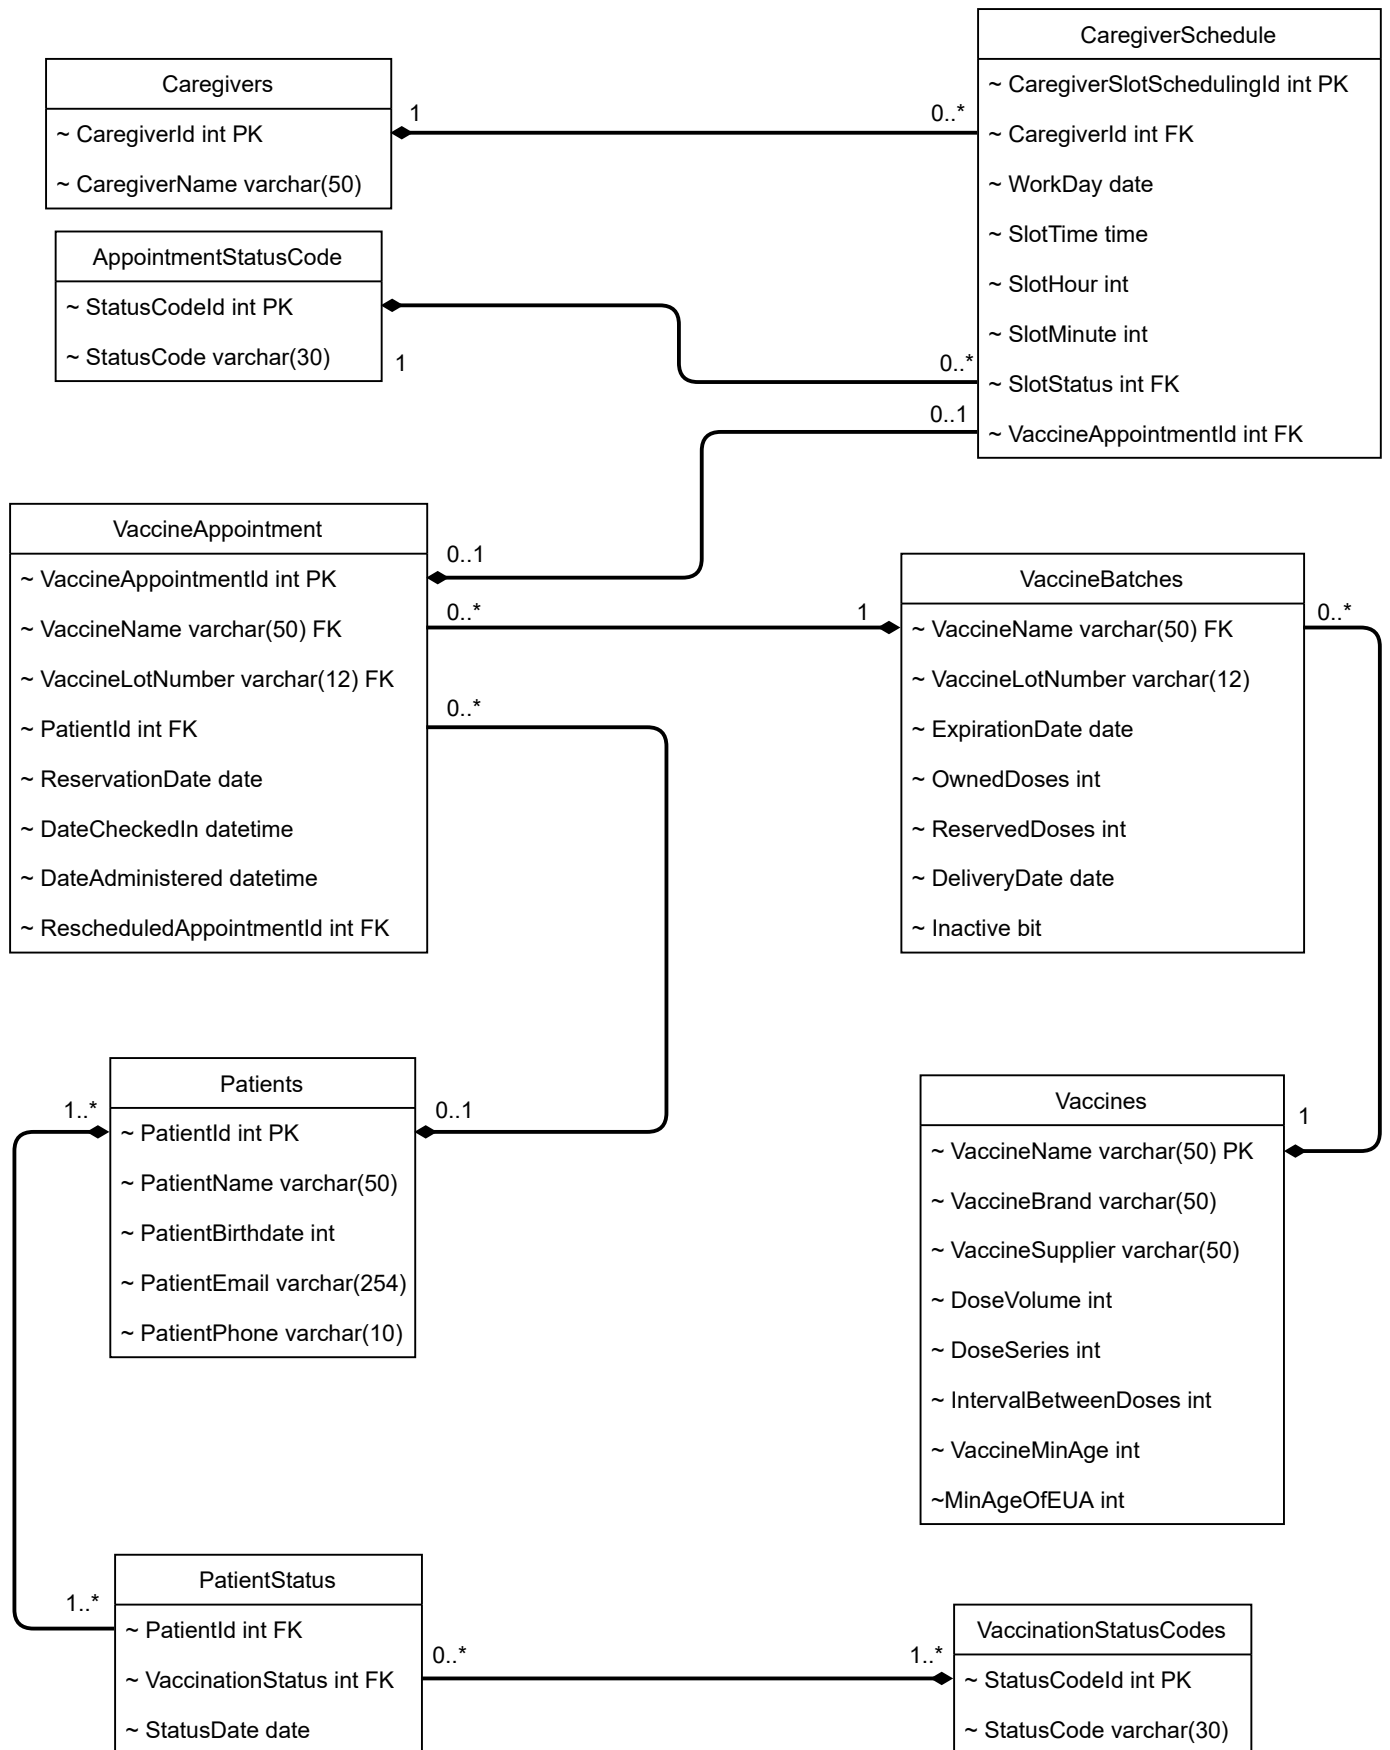 Caregivers
~ CaregiverId int PK
~ CaregiverName varchar(50)
1
0..*
CaregiverSchedule
~ CaregiverSlotSchedulingId int PK
~ CaregiverId int FK
~ WorkDay date
~ SlotTime time
~ SlotHour int
~ SlotMinute int
~ SlotStatus int FK
~ VaccineAppointmentId int FK
AppointmentStatusCode
~ StatusCodeId int PK
~ StatusCode varchar(30)
1
0..*
0..1
VaccineAppointment
~ VaccineAppointmentId int PK
~ VaccineName varchar(50) FK
~ VaccineLotNumber varchar(12) FK
~ PatientId int FK
~ ReservationDate date
~ DateCheckedIn datetime
~ DateAdministered datetime
~ RescheduledAppointmentId int FK
0..1
0..*
1
0..*
VaccineBatches
~ VaccineName varchar(50) FK
~ VaccineLotNumber varchar(12)
~ ExpirationDate date
~ OwnedDoses int
~ ReservedDoses int
~ DeliveryDate date
~ Inactive bit
0..*
Patients
~ PatientId int PK
~ PatientName varchar(50)
~ PatientBirthdate int
~ PatientEmail varchar(254)
~ PatientPhone varchar(10)
1..*
0..1
Vaccines
~ VaccineName varchar(50) PK
~ VaccineBrand varchar(50)
~ VaccineSupplier varchar(50)
~ DoseVolume int
~ DoseSeries int
~ IntervalBetweenDoses int
~ VaccineMinAge int
~MinAgeOfEUA int
1
PatientStatus
~ PatientId int FK
~ VaccinationStatus int FK
~ StatusDate date
1..*
0..*
1..*
VaccinationStatusCodes
~ StatusCodeId int PK
~ StatusCode varchar(30)